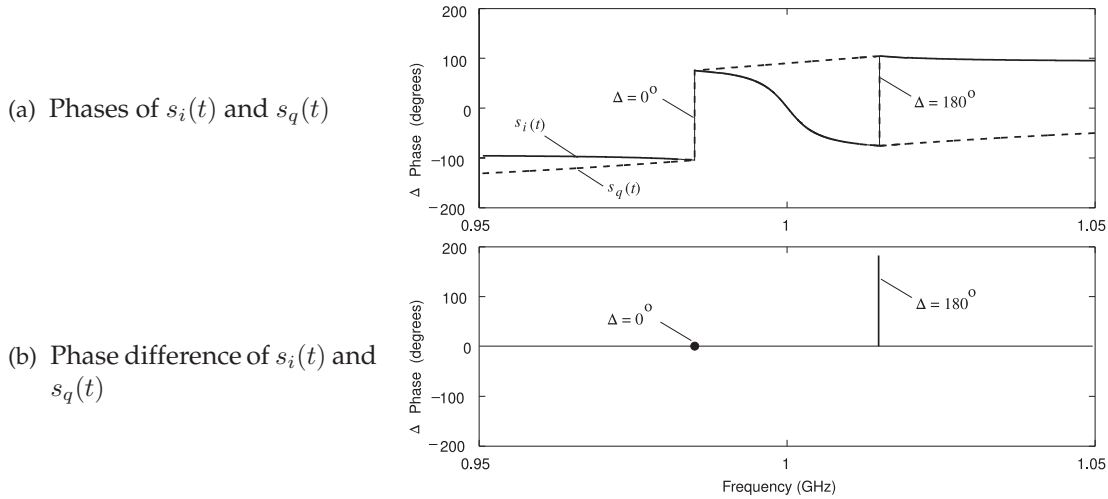 (a) Phases of s_i(t) and s_q(t)
Δ Phase (degrees)
200
100
0
−100
−200
Δ = 0°
Δ = 180°
s_i(t)
s_q(t)
0.95
1
1.05
(b) Phase difference of s_i(t) and
s_q(t)
Δ Phase (degrees)
200
100
0
−100
−200
Δ = 0°
Δ = 180°
0.95
1
1.05
Frequency (GHz)